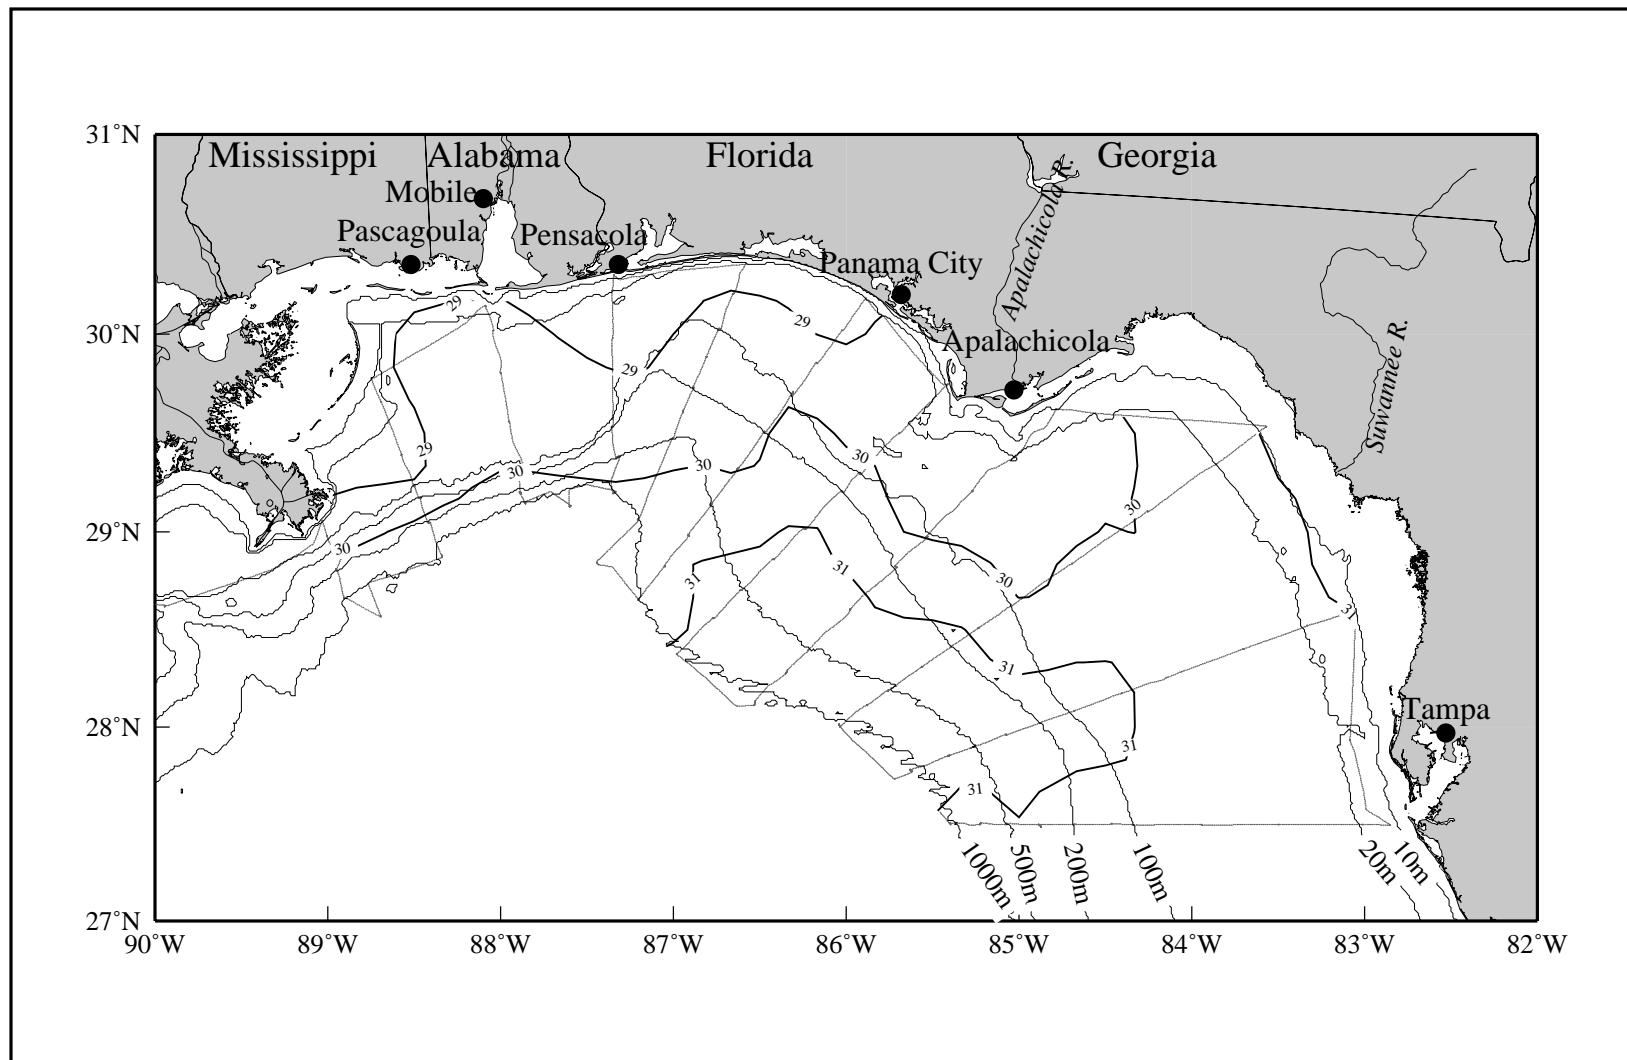 31°N
Mississippi Alabama Florida Georgia
Mobile
Apalachicola R.
Pascagoula Pensacola
Panama City
29
29
30°N
Apalachicola
Suwannee R.
29
29
30
30
30
30
29°N
30
31
31
30
31
31
28°N
Tampa
31
31
1000m 500m 200m 100m 20m 10m
27°N
90°W 89°W 88°W 87°W 86°W 85°W 84°W 83°W 82°W